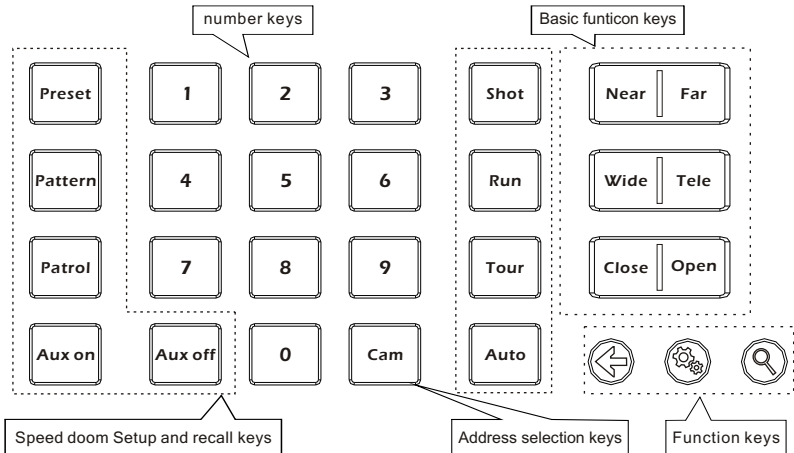 number keys
Basic funticon keys
Preset 1 2 3 Shot Near Far
Pattern 4 5 6 Run Wide Tele
Patrol 7 8 9 Tour Close Open
Aux on Aux off 0 Cam Auto
Speed doom Setup and recall keys
Address selection keys
Function keys